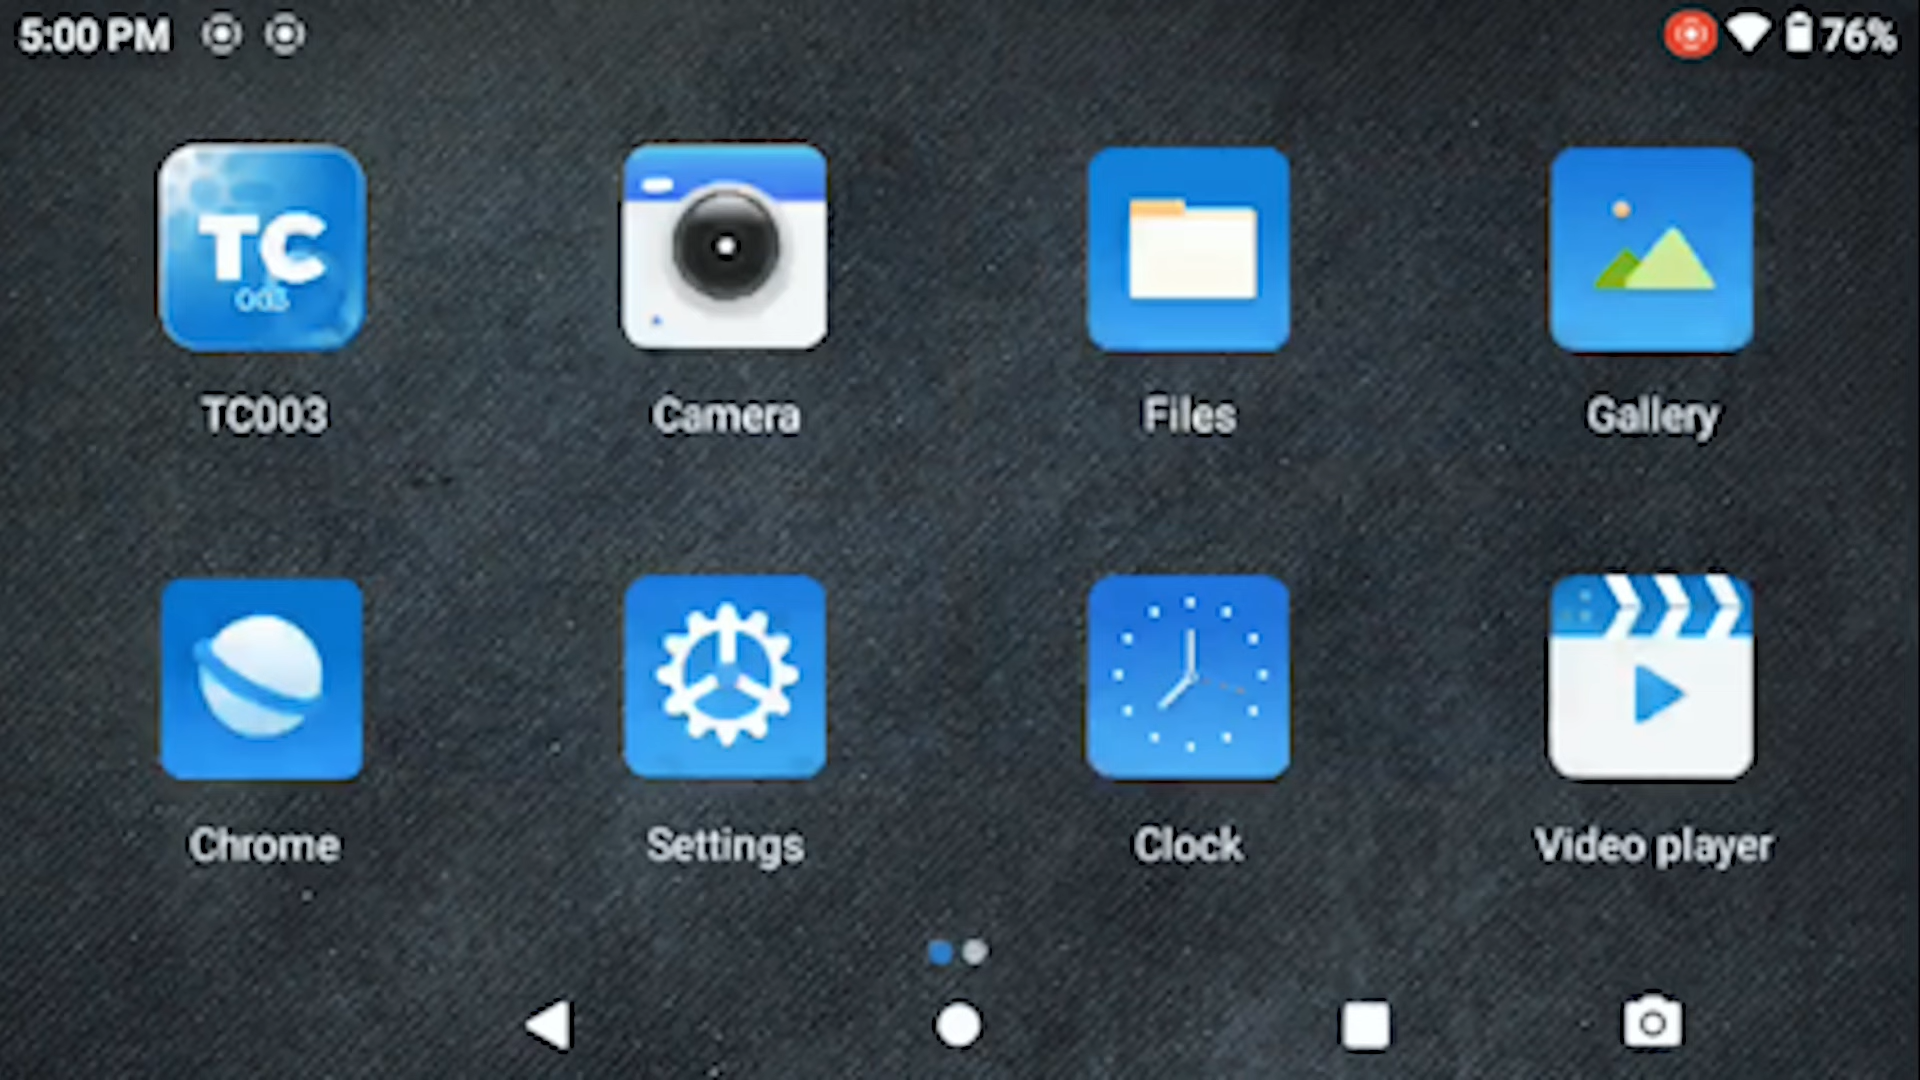 5:00 PM 76%
TC
003
TC003 Camera Files Gallery
Chrome Settings Clock Video player